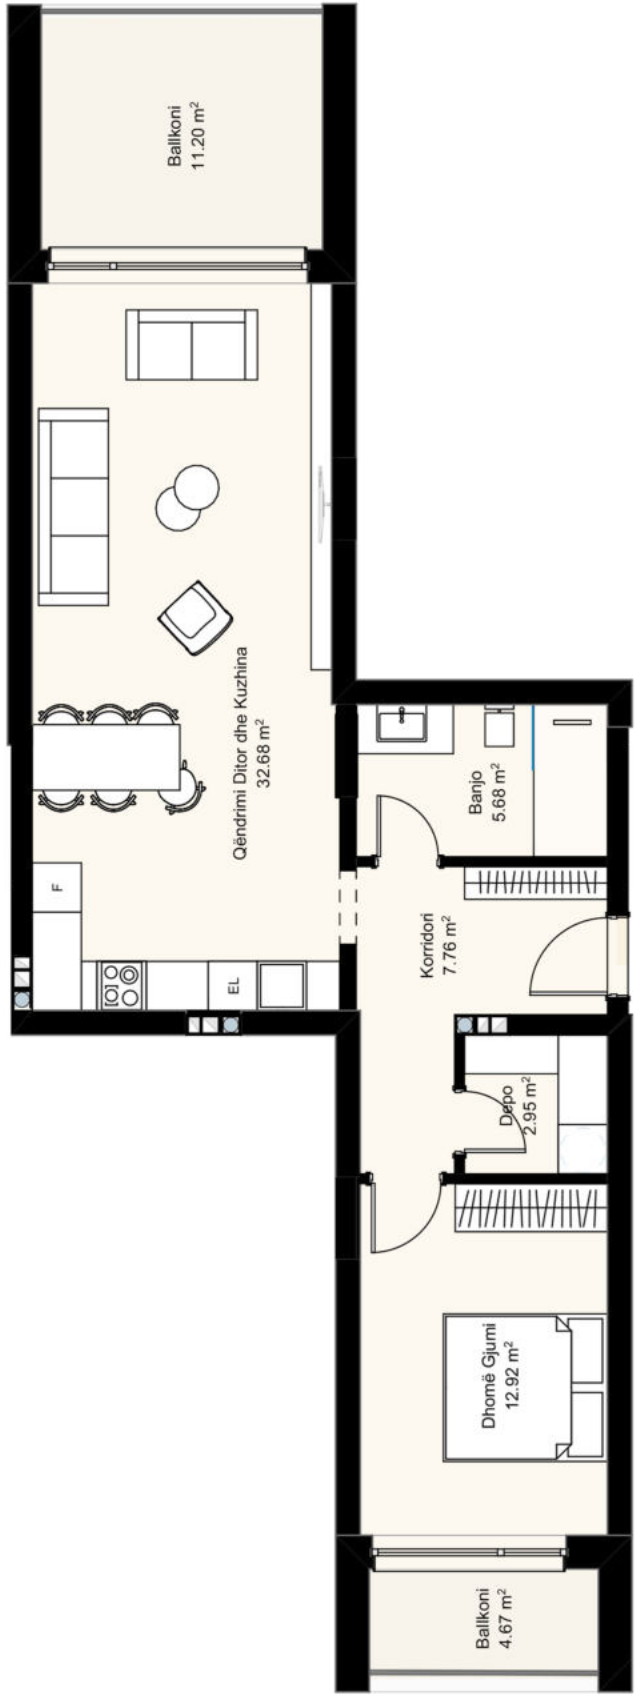 Ballkoni
11.20 m²
Qëndrimi Ditor dhe Kuzhina
32.68 m²
Banjo
5.68 m²
F
Korridori
7.76 m²
EL
Depo
2.95 m²
Dhomë Gjumi
12.92 m²
Ballkoni
4.67 m²